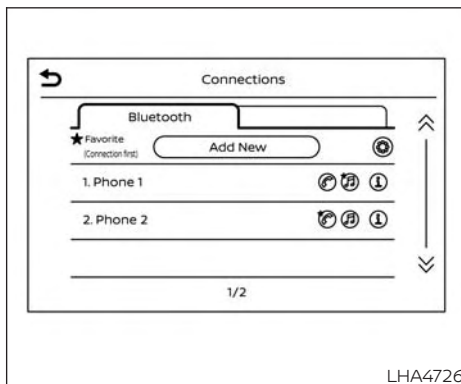 Connections
Bluetooth
★Favorite
(Connection first)
Add New
1. Phone 1
2. Phone 2
1/2
LHA4726